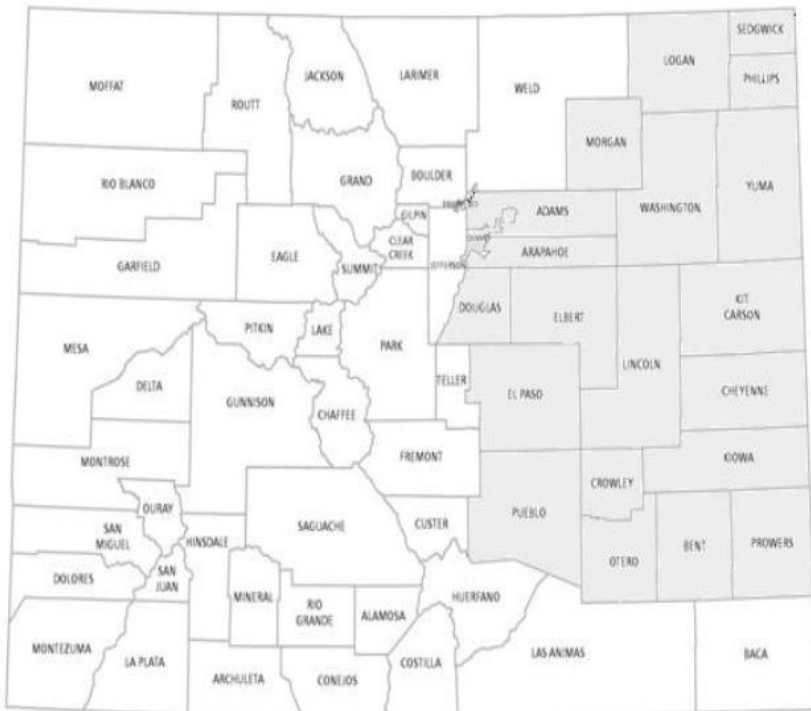 SEDGWICK
LOGAN
PHILLIPS
MOFFAT
ROUTT
JACKSON
LARIMER
WELD
MORGAN
RIO BLANCO
GRAND
BOULDER
YUMA
WASHINGTON
GILPIN
ADAMS
GARFIELD
EAGLE
SUMMIT
CLEAR
CREEK
JEFFERSON
ARAPAHOE
DOUGLAS
ELBERT
KIT
CARSON
MESA
PITKIN
LAKE
PARK
LINCOLN
DELTA
GUNNISON
CHAFFEE
TELLER
EL PASO
CHEYENNE
MONTROSE
FREMONT
KIOWA
CROWLEY
OURAY
SAN
MIGUEL
HINSDALE
SAGUACHE
CUSTER
PUEBLO
OTERO
BENT
PROWERS
DOLORES
SAN
JUAN
MINERAL
RIO
GRANDE
ALAMOSA
HUERFANO
MONTEZUMA
LA PLATA
ARCHULETA
CONEJOS
COSTILLA
LAS ANIMAS
BACA